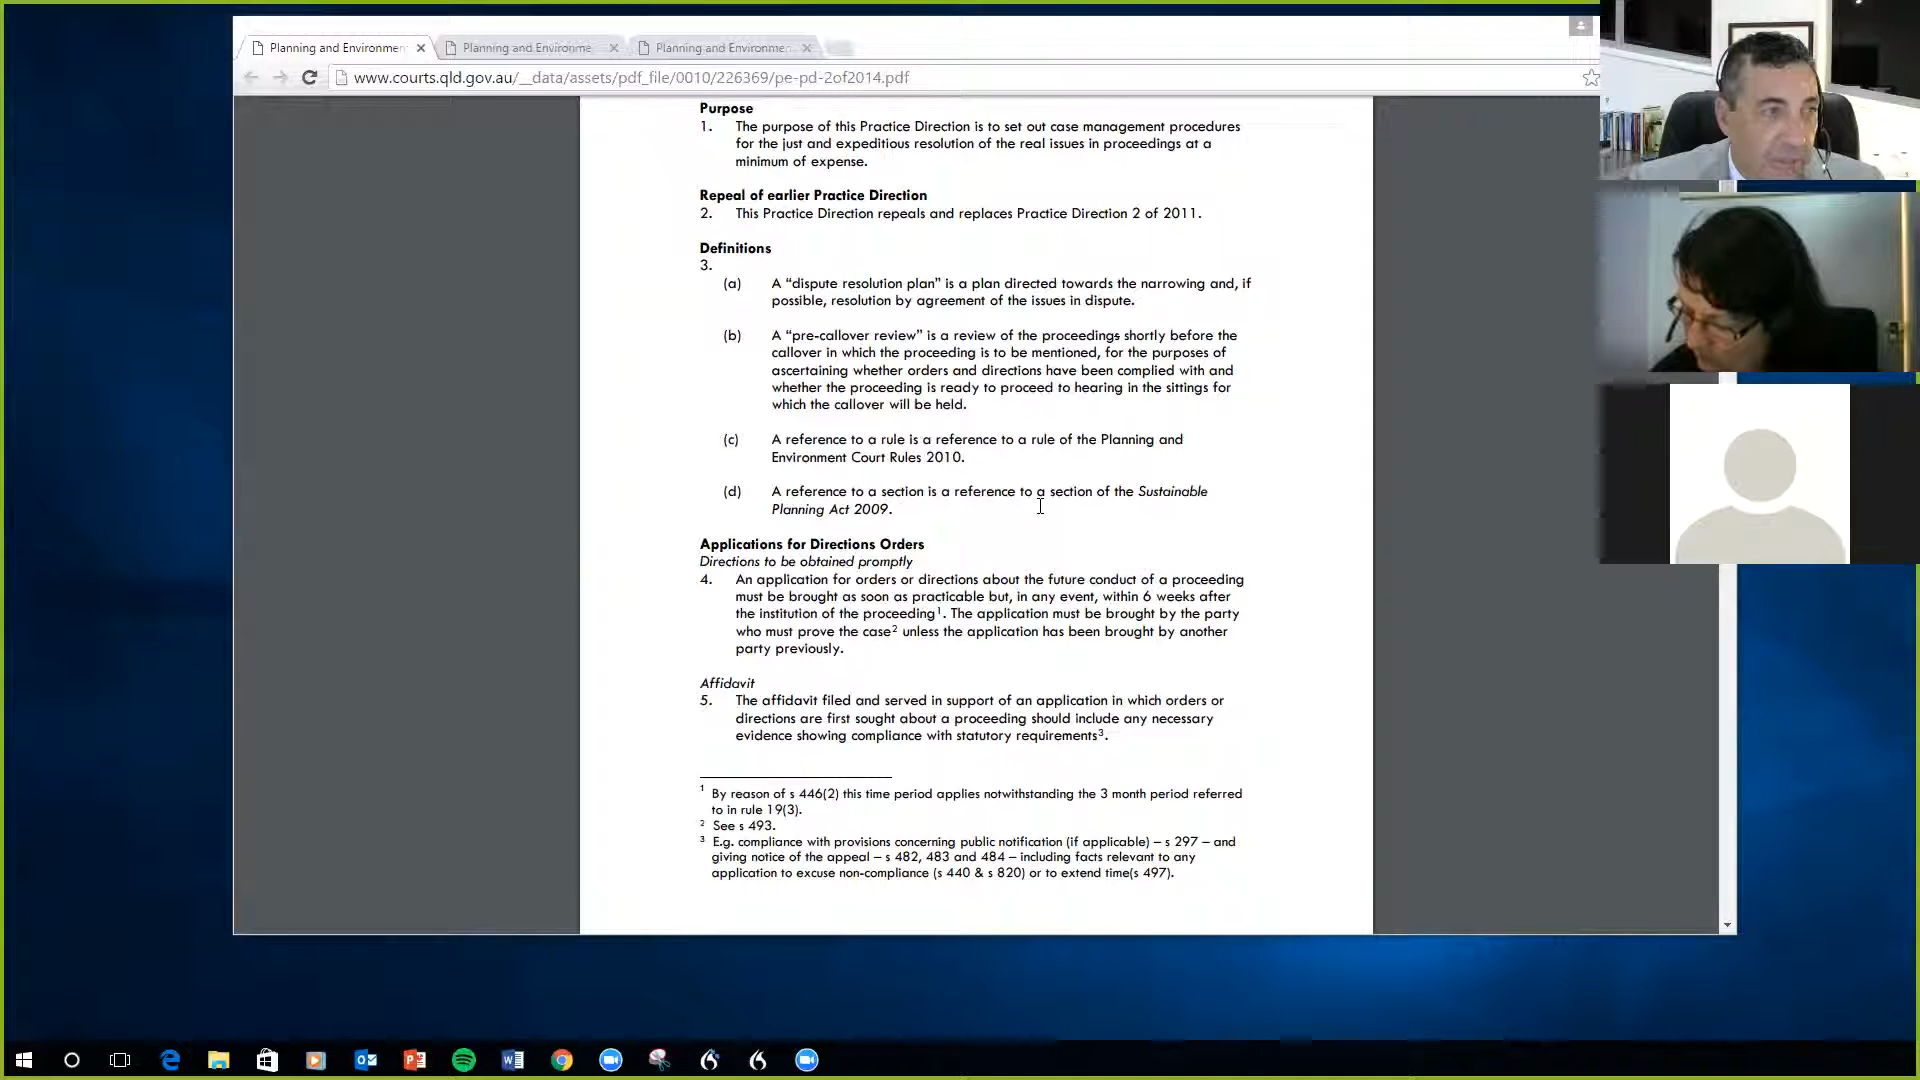 Planning and Environmen
Planning and Environme
Planning and Environme
www.courts.qld.gov.au/__data/assets/pdf_file/0010/226369/pe-pd-2of2014.pdf
Purpose
1. The purpose of this Practice Direction is to set out case management procedures
for the just and expeditious resolution of the real issues in proceedings at a
minimum of expense.
Repeal of earlier Practice Direction
2. This Practice Direction repeals and replaces Practice Direction 2 of 2011.
Definitions
3.
(a) A “dispute resolution plan” is a plan directed towards the narrowing and, if
possible, resolution by agreement of the issues in dispute.
(b) A “pre-callover review” is a review of the proceedings shortly before the
callover in which the proceeding is to be mentioned, for the purposes of
ascertaining whether orders and directions have been complied with and
whether the proceeding is ready to proceed to hearing in the sittings for
which the callover will be held.
(c) A reference to a rule is a reference to a rule of the Planning and
Environment Court Rules 2010.
(d) A reference to a section is a reference to a section of the Sustainable
Planning Act 2009.
Applications for Directions Orders
Directions to be obtained promptly
4. An application for orders or directions about the future conduct of a proceeding
must be brought as soon as practicable but, in any event, within 6 weeks after
the institution of the proceeding¹. The application must be brought by the party
who must prove the case² unless the application has been brought by another
party previously.
Affidavit
5. The affidavit filed and served in support of an application in which orders or
directions are first sought about a proceeding should include any necessary
evidence showing compliance with statutory requirements³.
¹ By reason of s 446(2) this time period applies notwithstanding the 3 month period referred
to in rule 19(3).
² See s 493.
³ E.g. compliance with provisions concerning public notification (if applicable) – s 297 – and
giving notice of the appeal – s 482, 483 and 484 – including facts relevant to any
application to excuse non-compliance (s 440 & s 820) or to extend time(s 497).